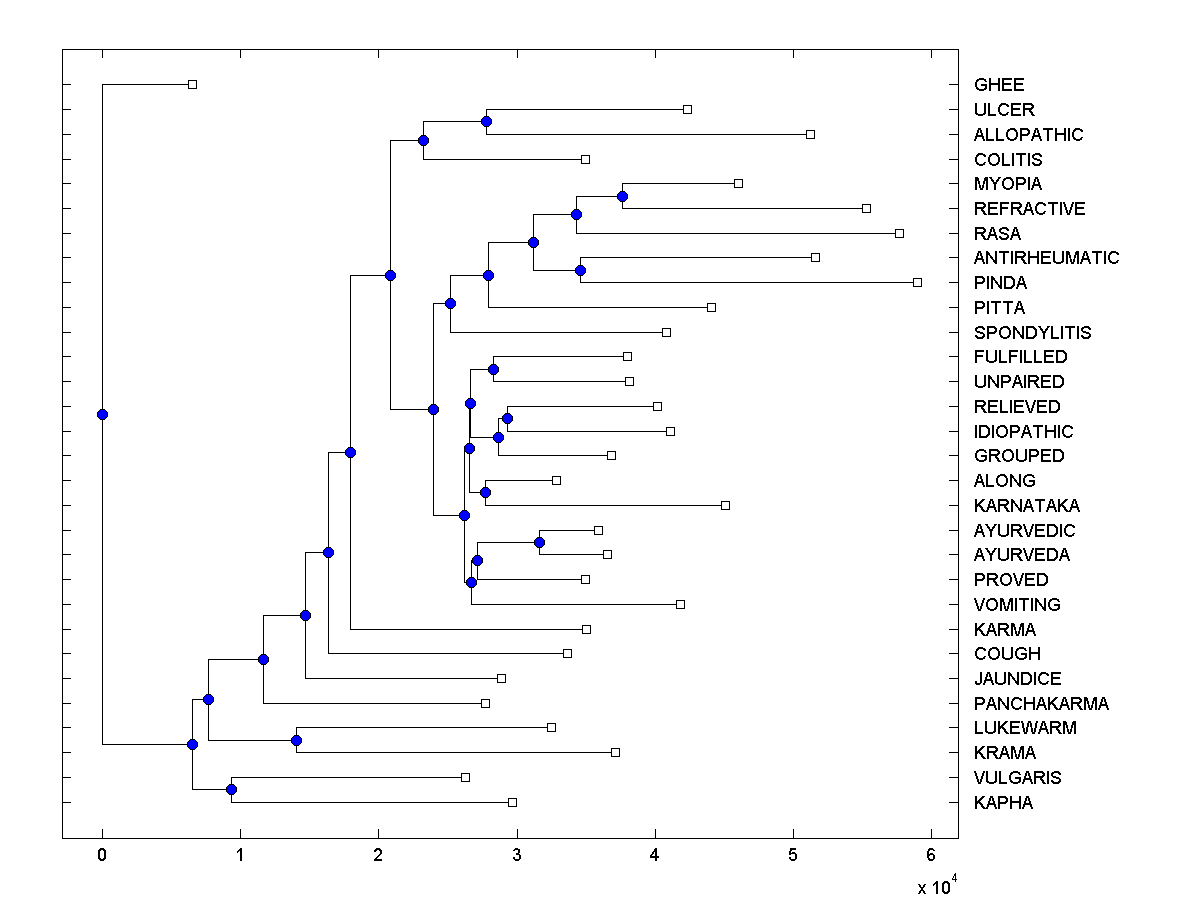 GHEE
ULCER
ALLOPATHIC
COLITIS
MYOPIA
REFRACTIVE
RASA
ANTIRHEUMATIC
PINDA
PITTA
SPONDYLITIS
FULFILLED
UNPAIRED
RELIEVED
IDIOPATHIC
GROUPED
ALONG
KARNATAKA
AYURVEDIC
AYURVEDA
PROVED
VOMITING
KARMA
COUGH
JAUNDICE
PANCHAKARMA
LUKEWARM
KRAMA
VULGARIS
KAPHA
0 1 2 3 4 5 6
x 10^4